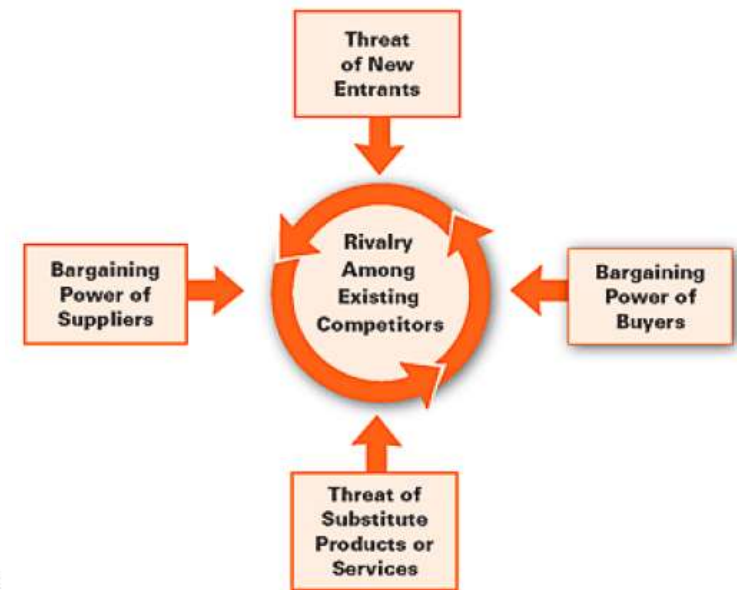 Threat
of New
Entrants
Bargaining
Power of
Suppliers
Rivalry
Among
Existing
Competitors
Bargaining
Power of
Buyers
Threat of
Substitute
Products or
Services